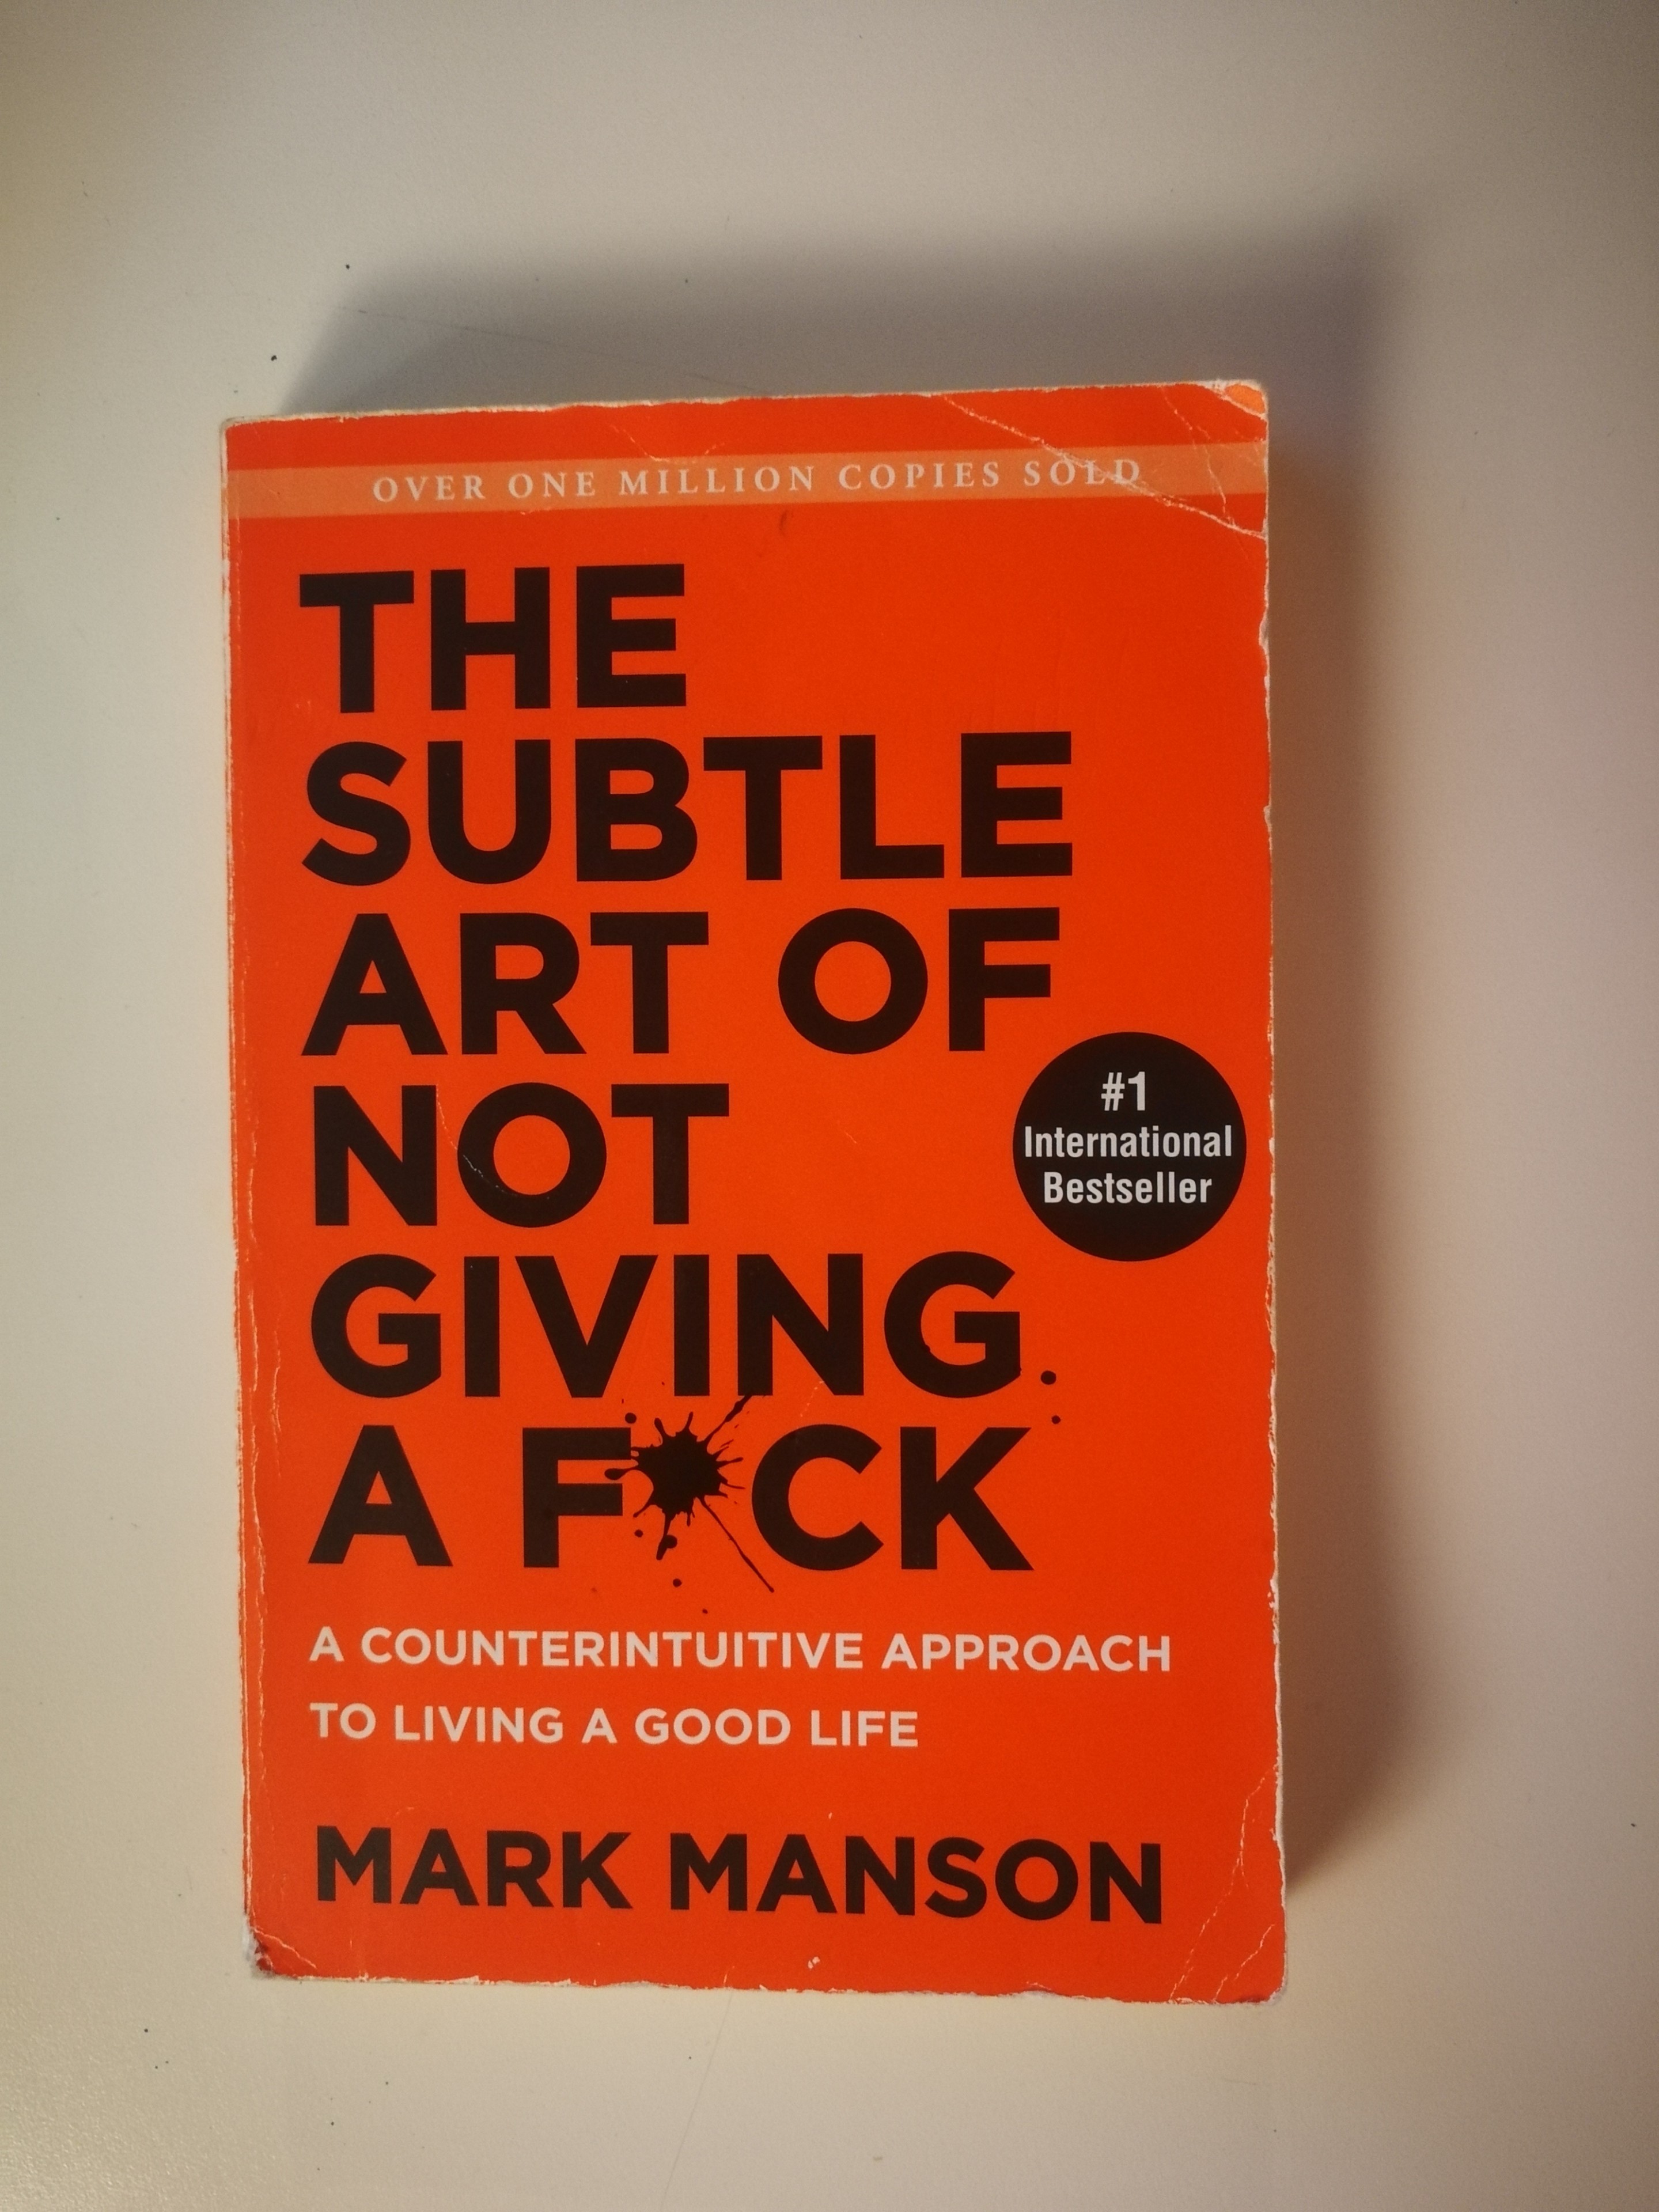 OVER ONE MILLION COPIES SOLD
THE
SUBTLE
ART OF
NOT
GIVING
A F*CK
#1
International
Bestseller
A COUNTERINTUITIVE APPROACH
TO LIVING A GOOD LIFE
MARK MANSON